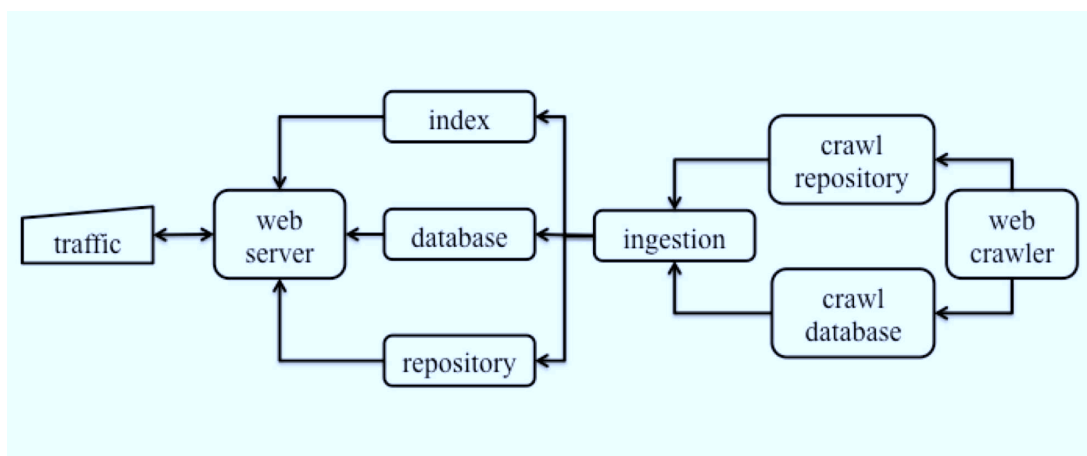 traffic
web
server
index
database
repository
ingestion
crawl
repository
crawl
database
web
crawler